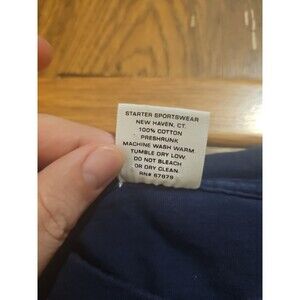 STARTER SPORTSWEAR
NEW HAVEN, CT.
100% COTTON
PRESHRUNK
MACHINE WASH WARM
TUMBLE DRY LOW
DO NOT BLEACH
OR DRY CLEAN.
RN# 67079